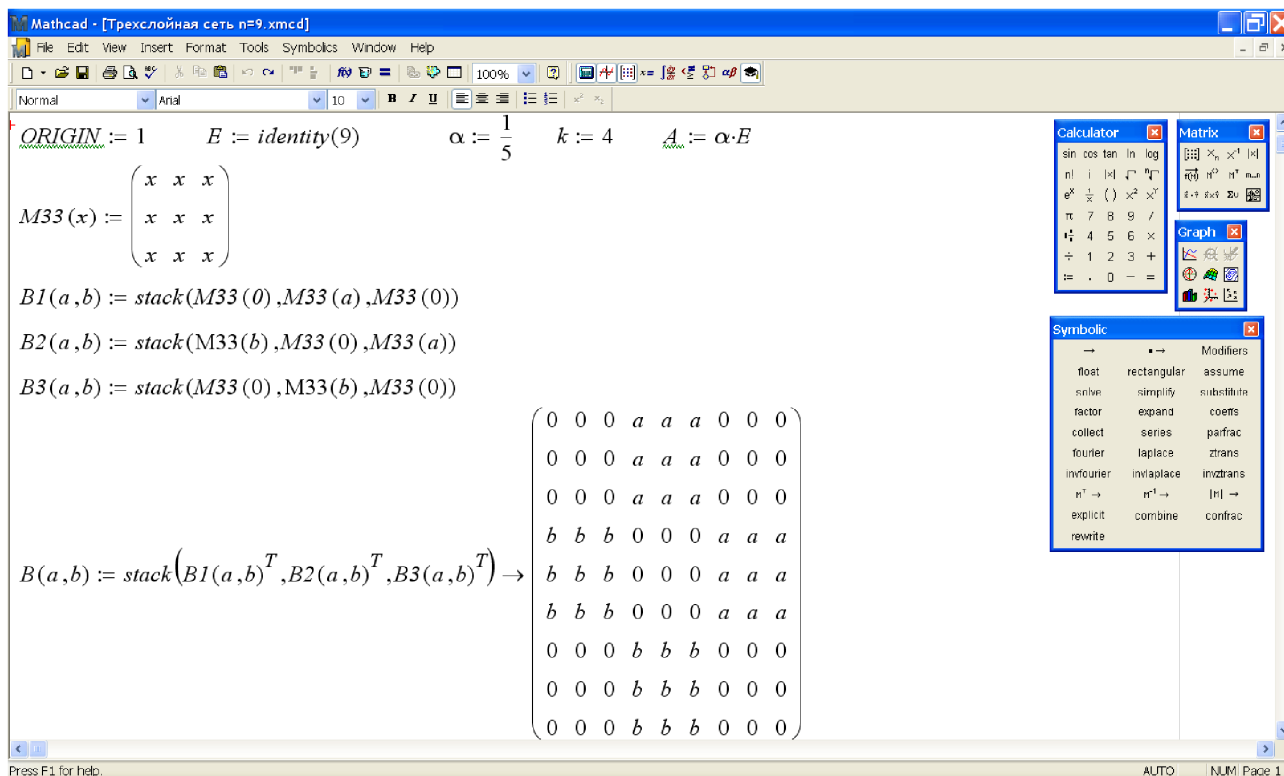 Mathcad - [Трехслойная сеть n=9.xmcd]
File Edit View Insert Format Tools Symbolics Window Help
100%
Normal Arial 10 B I U
ORIGIN := 1 E := identity(9) α := 1/5 k := 4 A := α·E
M33(x) := ( x x x
x x x
x x x )
B1(a,b) := stack(M33(0),M33(a),M33(0))
B2(a,b) := stack(M33(b),M33(0),M33(a))
B3(a,b) := stack(M33(0),M33(b),M33(0))
B(a,b) := stack(B1(a,b)^T,B2(a,b)^T,B3(a,b)^T) →
0 0 0 a a a 0 0 0
0 0 0 a a a 0 0 0
0 0 0 a a a 0 0 0
b b b 0 0 0 a a a
b b b 0 0 0 a a a
b b b 0 0 0 a a a
0 0 0 b b b 0 0 0
0 0 0 b b b 0 0 0
0 0 0 b b b 0 0 0
Calculator
sin cos tan ln log
n! i |×| √ ⁿ√
eˣ 1/x ( ) ×² ×ʸ
π 7 8 9 /
4 5 6 ×
÷ 1 2 3 +
:= . 0 − =
Matrix
×ₙ ×⁻¹ |×|
Graph
Symbolic
→ ▪→ Modifiers
float rectangular assume
solve simplify substitute
factor expand coeffs
collect series parfrac
fourier laplace ztrans
invfourier invlaplace invztrans
Mᵀ → M⁻¹ → |M| →
explicit combine confrac
rewrite
Press F1 for help.
AUTO NUM Page 1